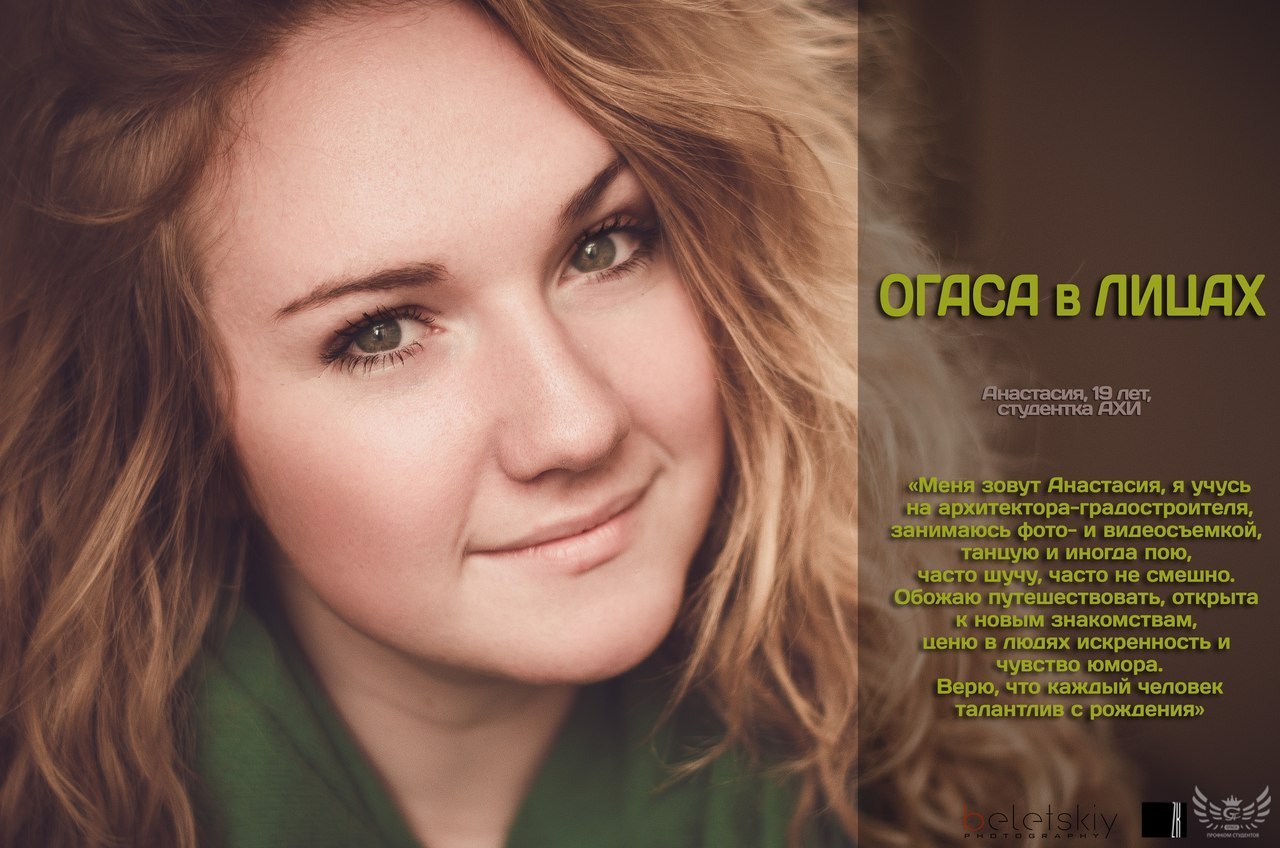 ОГАСА в ЛИЦАХ
Анастасия, 19 лет,
студентка АХИ
«Меня зовут Анастасия, я учусь
на архитектора-градостроителя,
занимаюсь фото- и видеосъемкой,
танцую и иногда пою,
часто шучу, часто не смешно.
Обожаю путешествовать, открыта
к новым знакомствам,
ценю в людях искренность и
чувство юмора.
Верю, что каждый человек
талантлив с рождения»
beletskiy
PHOTOGRAPHY/
ПРОФКОМ СТУДЕНТОВ